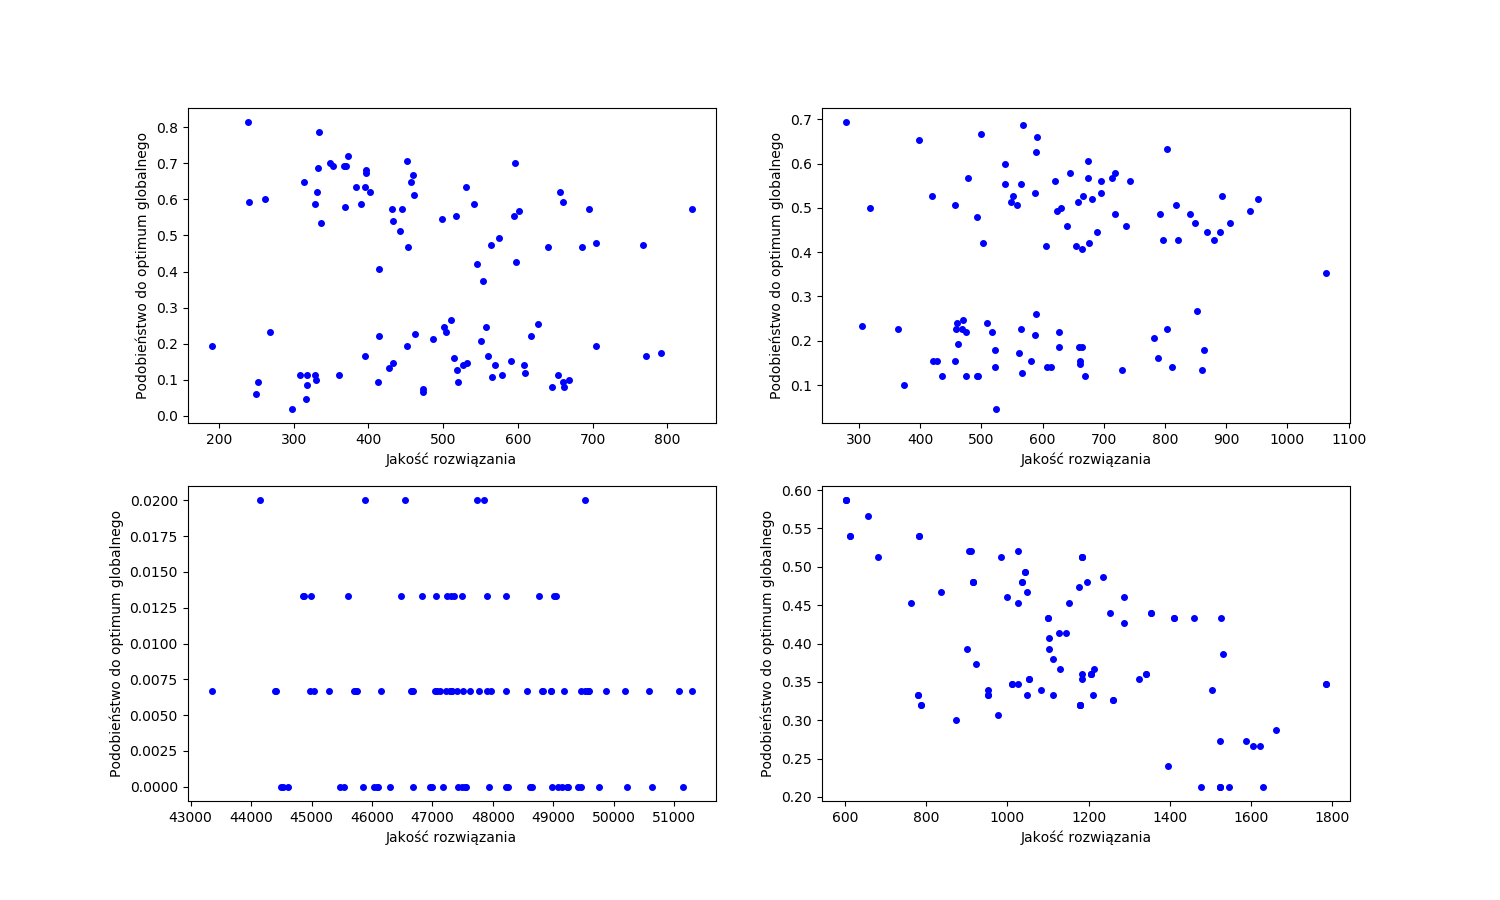 Podobieństwo do optimum globalnego
0.8
0.7
0.6
0.5
0.4
0.3
0.2
0.1
0.0
200 300 400 500 600 700 800
Jakość rozwiązania
Podobieństwo do optimum globalnego
0.7
0.6
0.5
0.4
0.3
0.2
0.1
300 400 500 600 700 800 900 1000 1100
Jakość rozwiązania
Podobieństwo do optimum globalnego
0.0200
0.0175
0.0150
0.0125
0.0100
0.0075
0.0050
0.0025
0.0000
43000 44000 45000 46000 47000 48000 49000 50000 51000
Jakość rozwiązania
Podobieństwo do optimum globalnego
0.60
0.55
0.50
0.45
0.40
0.35
0.30
0.25
0.20
600 800 1000 1200 1400 1600 1800
Jakość rozwiązania